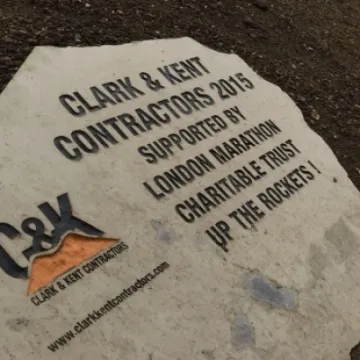 CLARK & KENT
CONTRACTORS 2015
SUPPORTED BY
LONDON MARATHON
CHARITABLE TRUST
UP THE ROCKETS!
C&K
CLARK & KENT CONTRACTORS
www.clarkkentcontractors.com